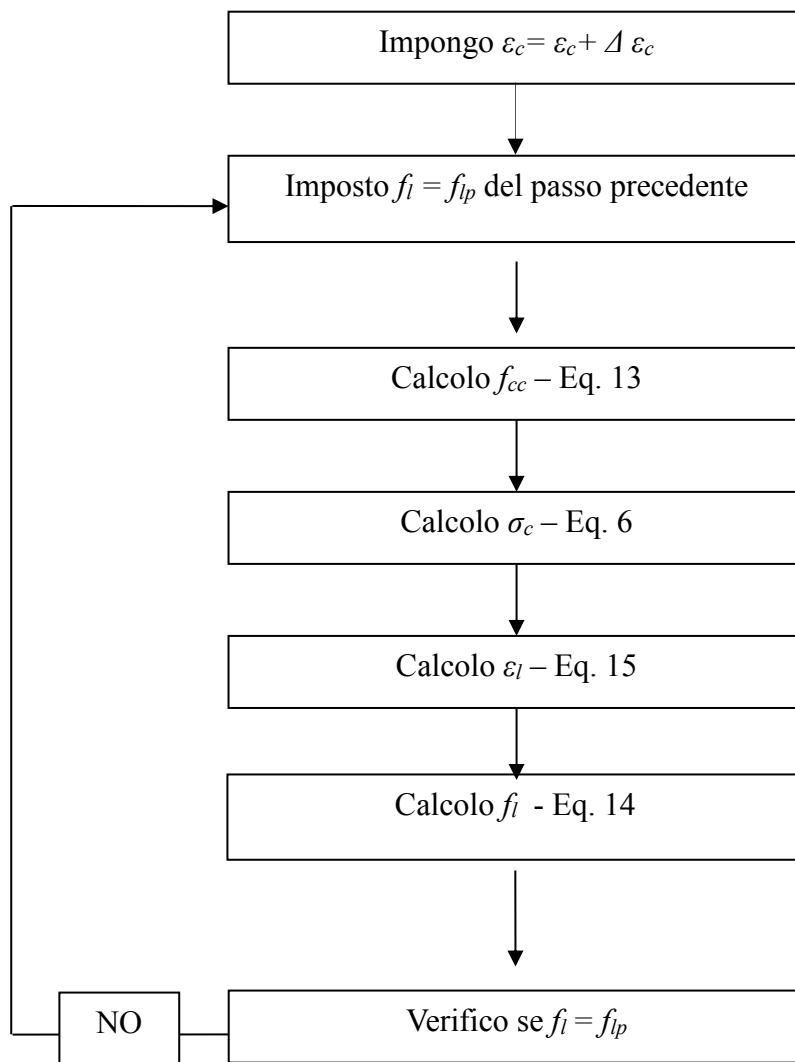 Impongo εc= εc+ Δ εc
Imposto fl = flp del passo precedente
Calcolo fcc – Eq. 13
Calcolo σc – Eq. 6
Calcolo εl – Eq. 15
Calcolo fl - Eq. 14
NO
Verifico se fl = flp